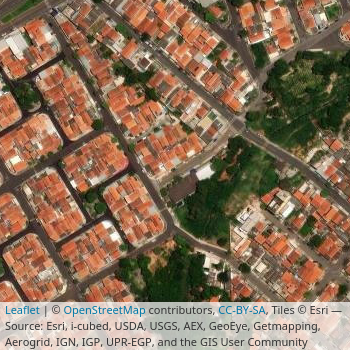 Leaflet | © OpenStreetMap contributors, CC-BY-SA, Tiles © Esri —
Source: Esri, i-cubed, USDA, USGS, AEX, GeoEye, Getmapping,
Aerogrid, IGN, IGP, UPR-EGP, and the GIS User Community